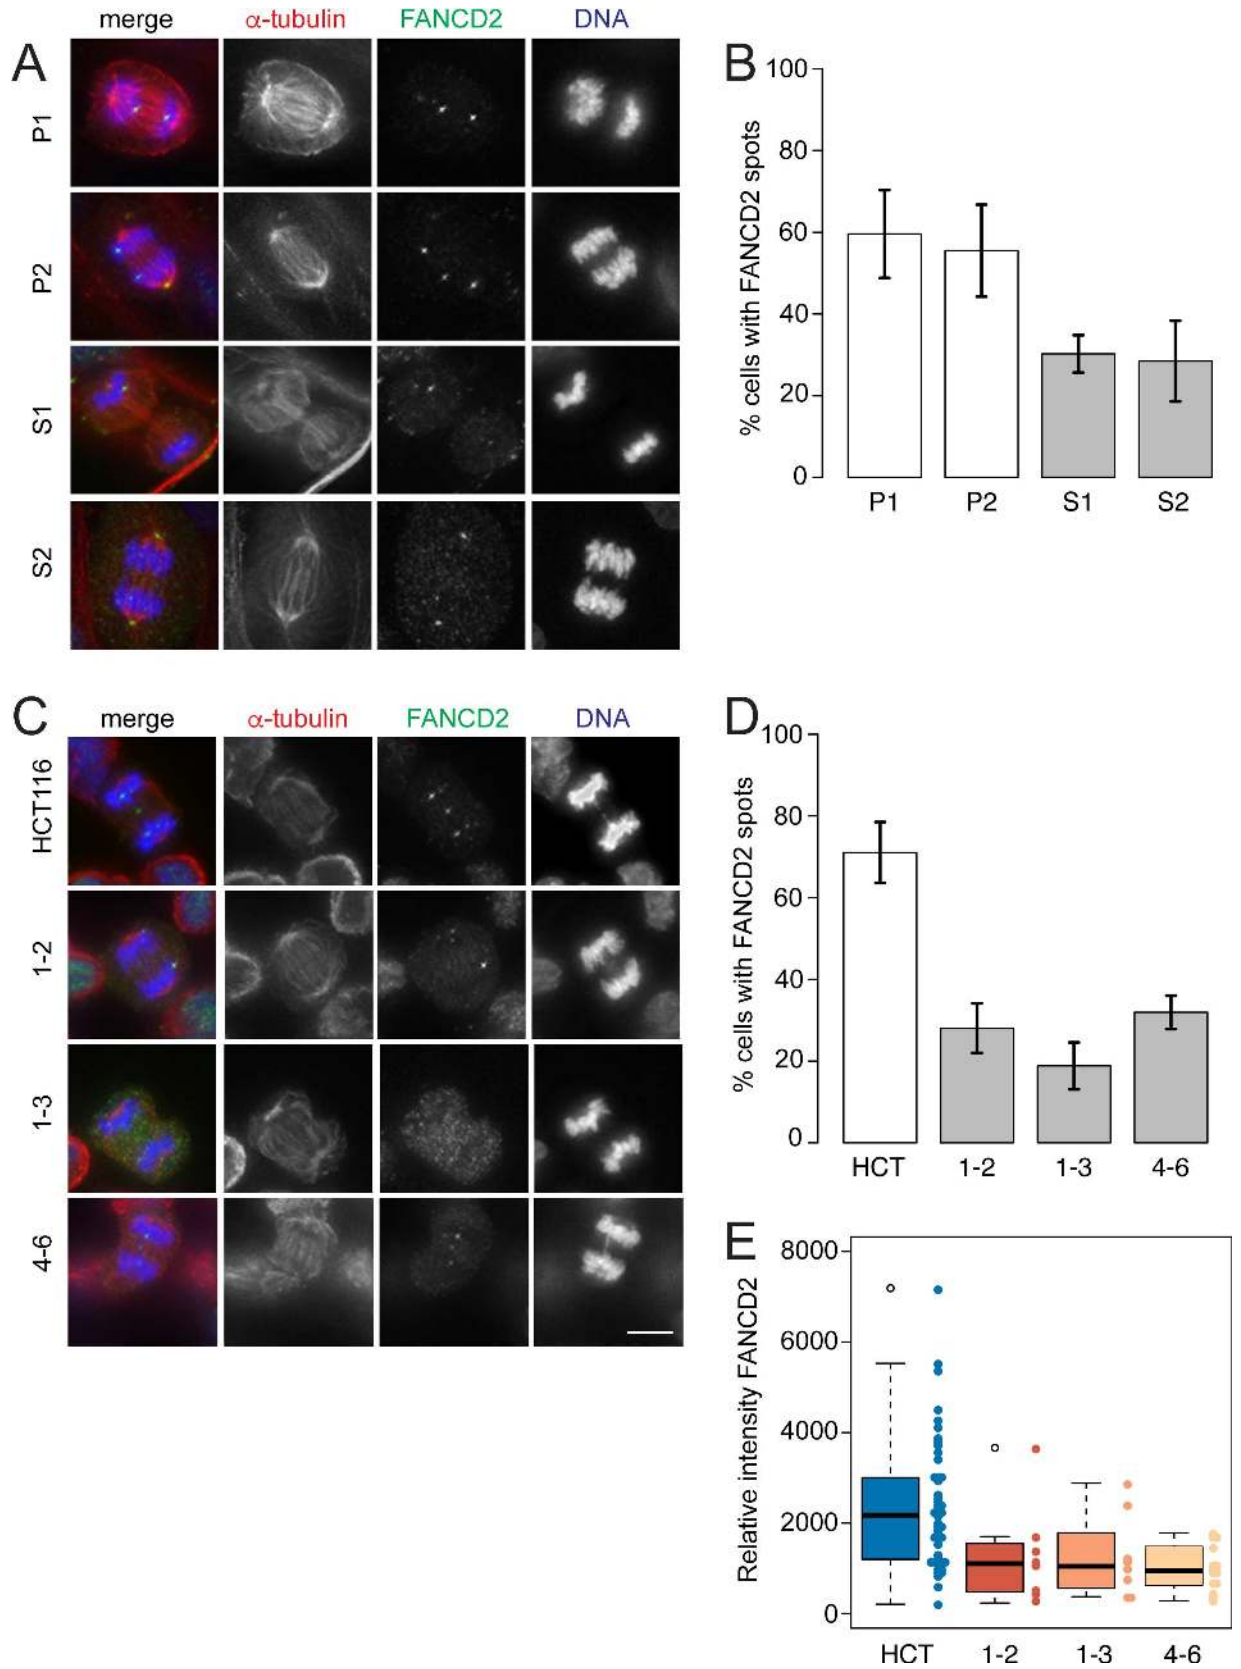 A
merge α-tubulin FANCD2 DNA
P1
P2
S1
S2
B
% cells with FANCD2 spots
100
80
60
40
20
0
P1 P2 S1 S2
C
merge α-tubulin FANCD2 DNA
HCT116
1-2
1-3
4-6
D
% cells with FANCD2 spots
100
80
60
40
20
0
HCT 1-2 1-3 4-6
E
Relative intensity FANCD2
8000
6000
4000
2000
0
HCT 1-2 1-3 4-6